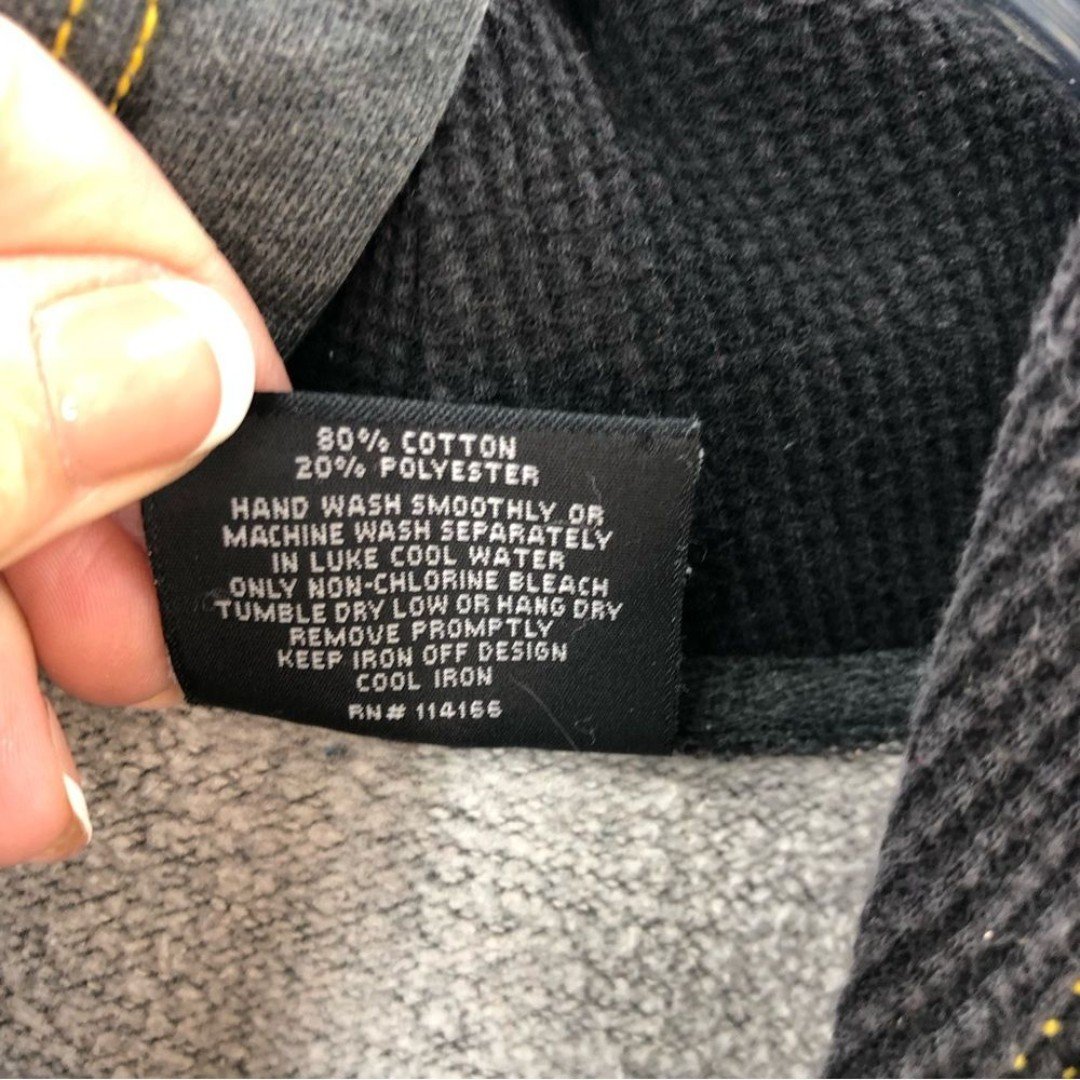 80% COTTON
20% POLYESTER
HAND WASH SMOOTHLY OR
MACHINE WASH SEPARATELY
IN LUKE COOL WATER
ONLY NON-CHLORINE BLEACH
TUMBLE DRY LOW OR HANG DRY
REMOVE PROMPTLY
KEEP IRON OFF DESIGN
COOL IRON
RN# 114166